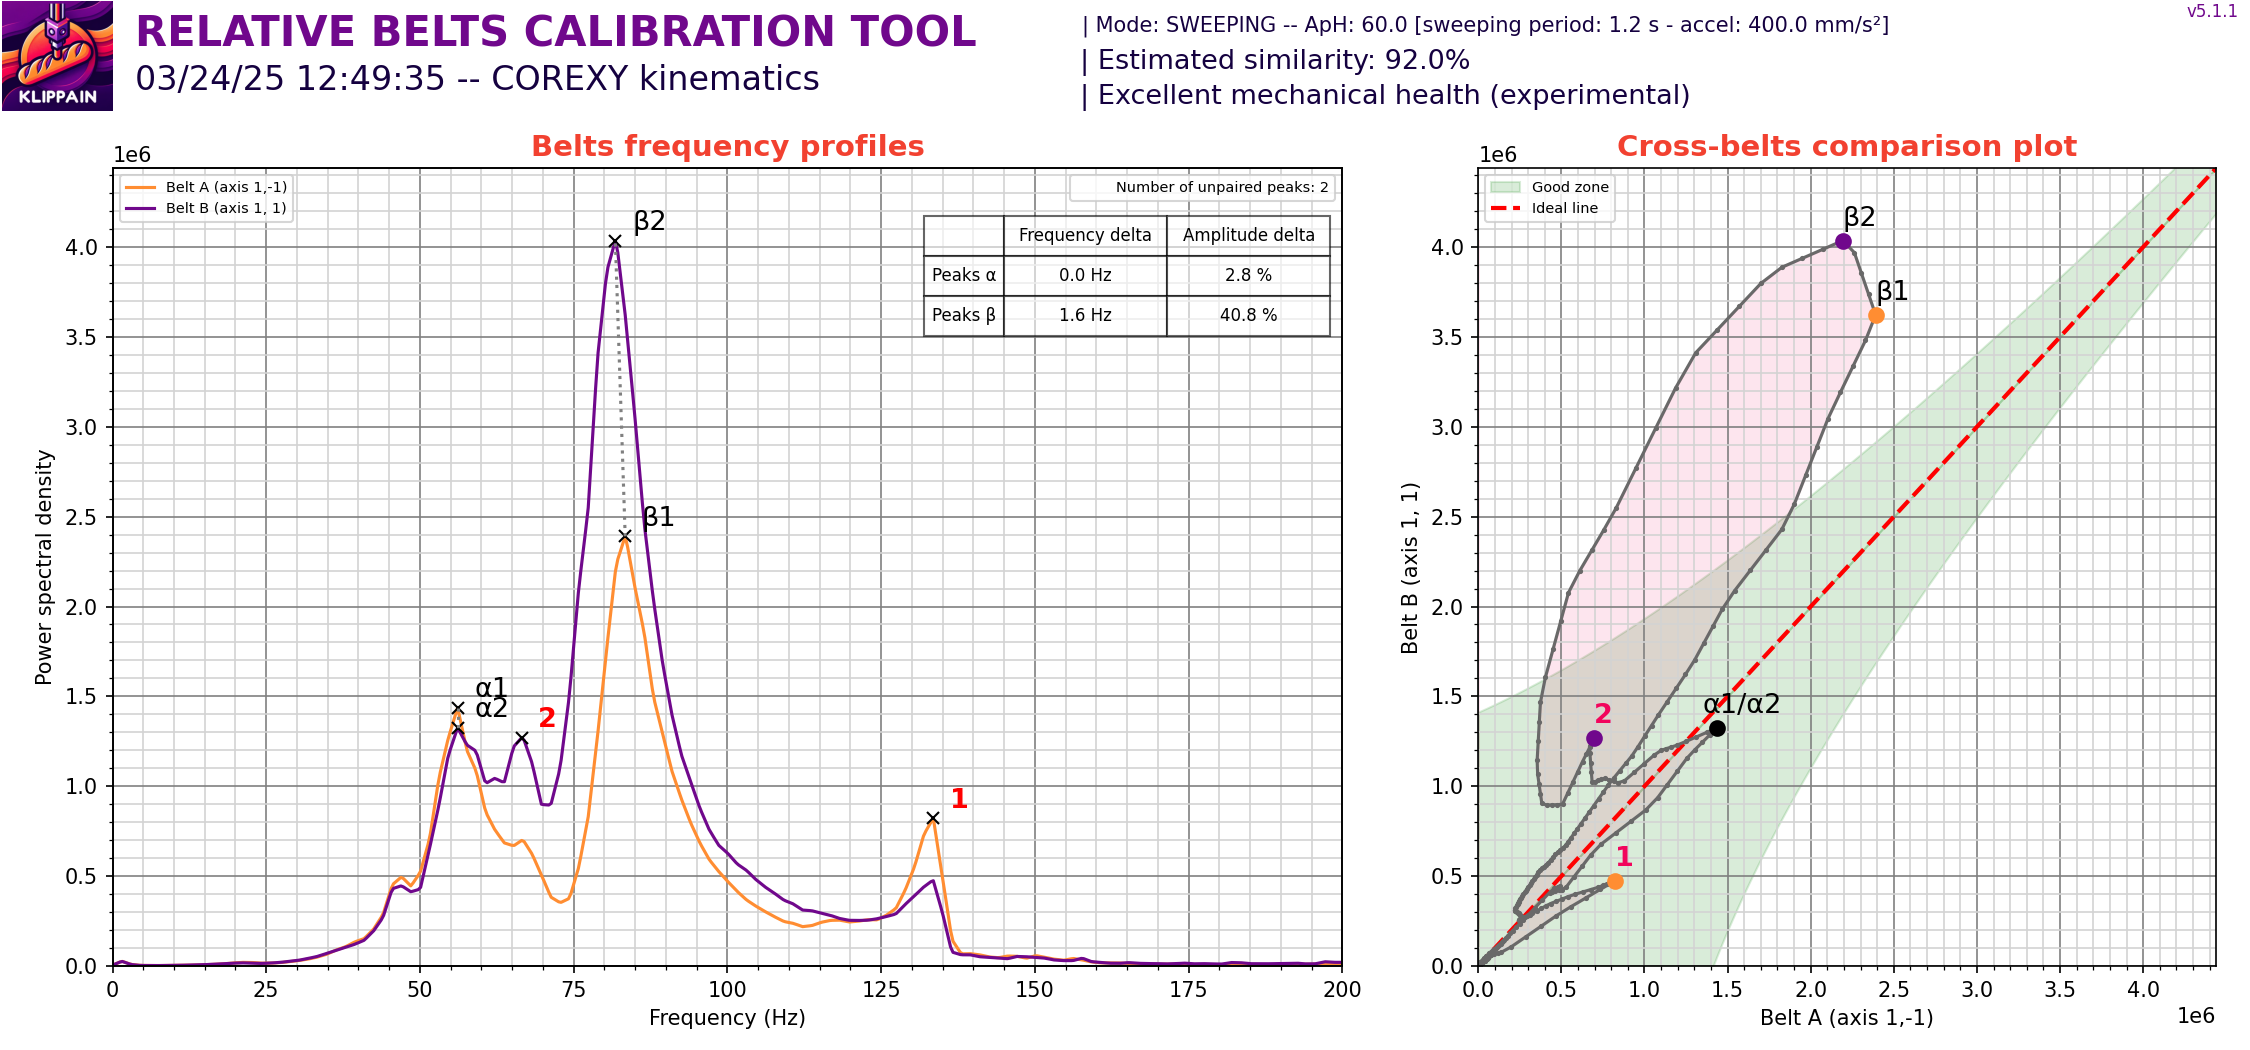 KLIPPAIN
RELATIVE BELTS CALIBRATION TOOL
03/24/25 12:49:35 -- COREXY kinematics
| Mode: SWEEPING -- ApH: 60.0 [sweeping period: 1.2 s - accel: 400.0 mm/s²]
| Estimated similarity: 92.0%
| Excellent mechanical health (experimental)
v5.1.1
Belts frequency profiles
1e6
Belt A (axis 1,-1)
Belt B (axis 1, 1)
Number of unpaired peaks: 2
Frequency delta Amplitude delta
Peaks α 0.0 Hz 2.8 %
Peaks β 1.6 Hz 40.8 %
β2
β1
α1
α2
2
1
Power spectral density
4.0
3.5
3.0
2.5
2.0
1.5
1.0
0.5
0.0
0 25 50 75 100 125 150 175 200
Frequency (Hz)
Cross-belts comparison plot
1e6
Good zone
Ideal line
β2
β1
α1/α2
2
1
Belt B (axis 1, 1)
4.0
3.5
3.0
2.5
2.0
1.5
1.0
0.5
0.0
0.0 0.5 1.0 1.5 2.0 2.5 3.0 3.5 4.0
Belt A (axis 1,-1)
1e6